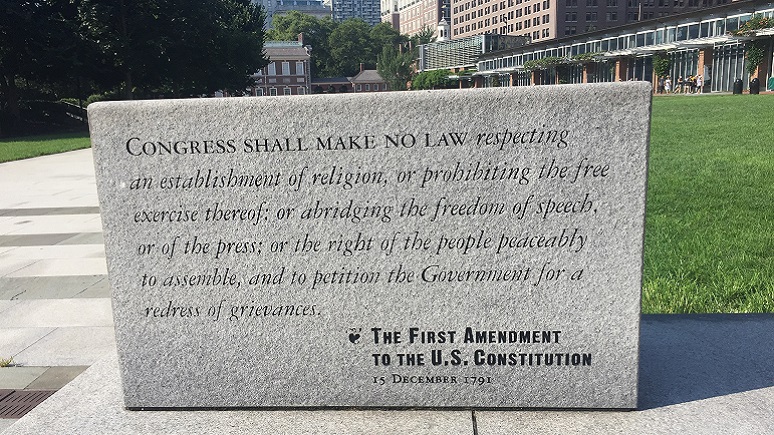 CONGRESS SHALL MAKE NO LAW respecting
an establishment of religion, or prohibiting the free
exercise thereof; or abridging the freedom of speech,
or of the press; or the right of the people peaceably
to assemble, and to petition the Government for a
redress of grievances.
THE FIRST AMENDMENT
TO THE U.S. CONSTITUTION
15 DECEMBER 1791